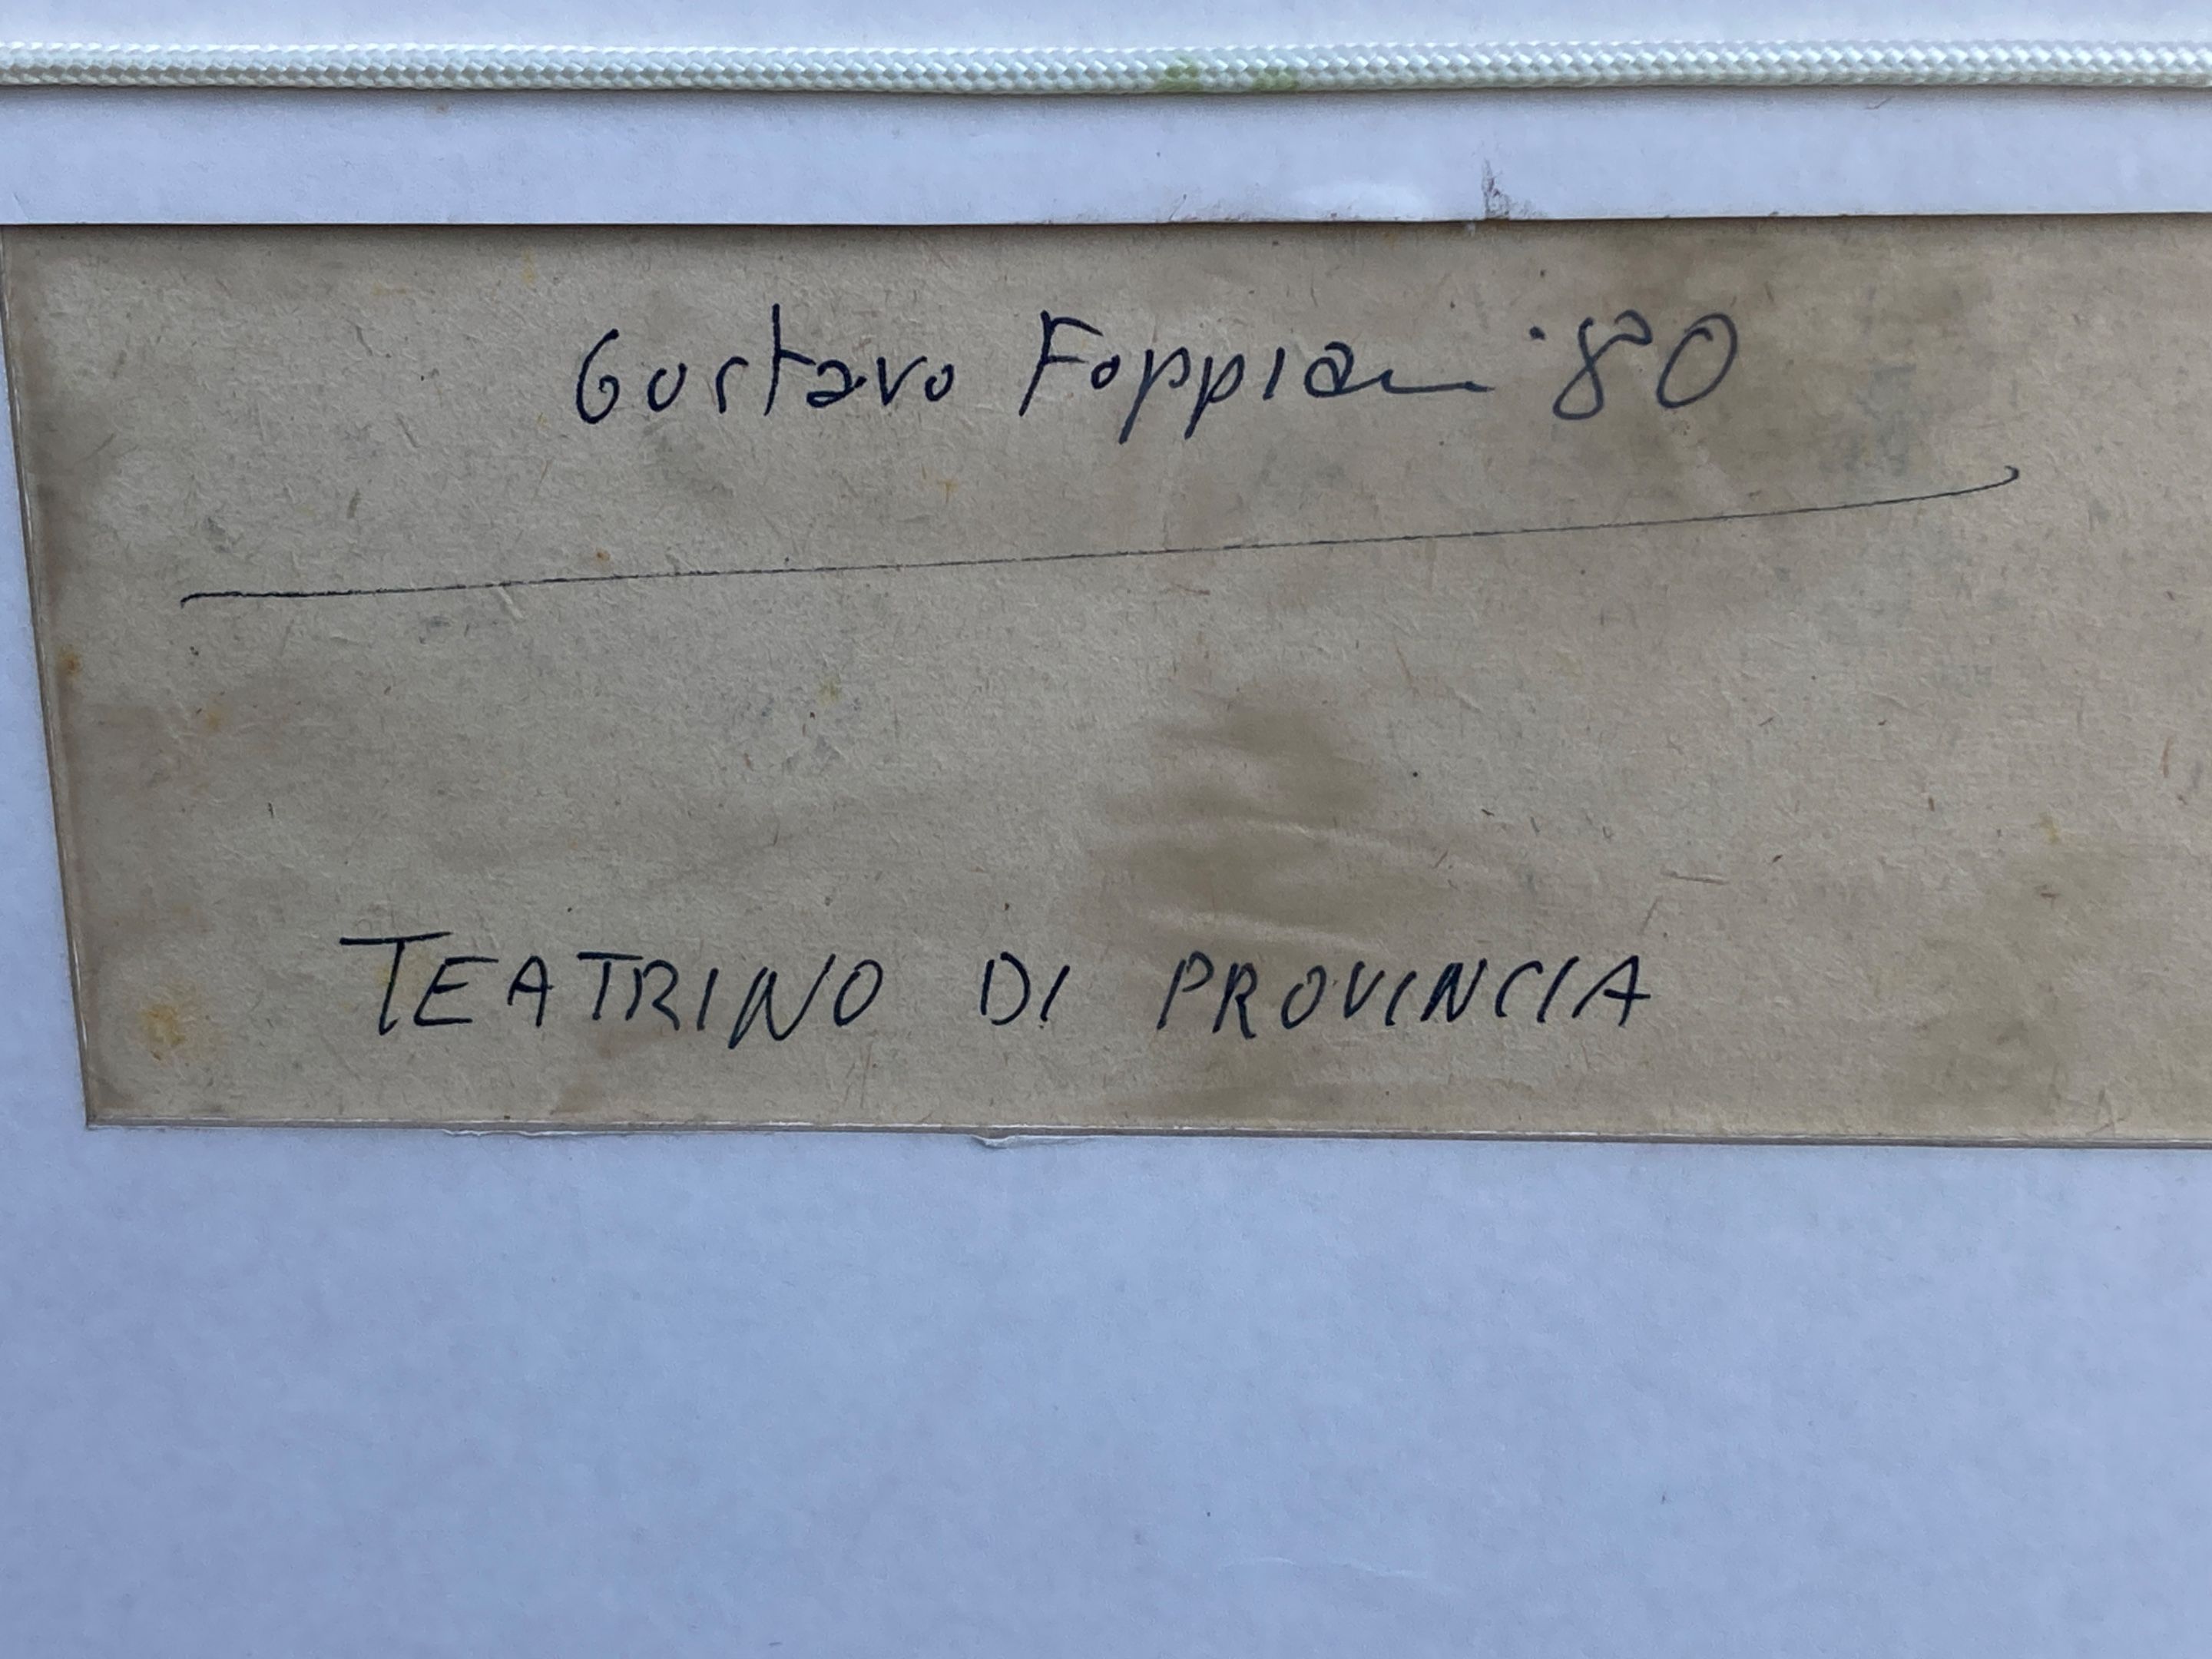 Gustavo Foppiani '80
TEATRINO DI PROVINCIA